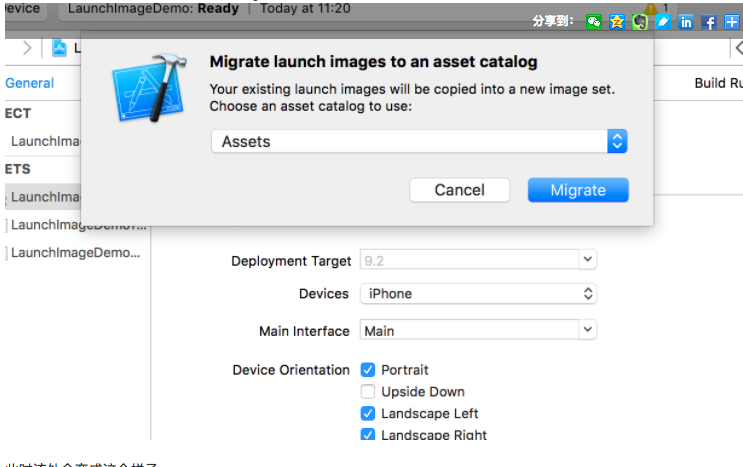 evice LaunchImageDemo: Ready | Today at 11:20 1
分享到:
L
General Build Ru
Migrate launch images to an asset catalog
Your existing launch images will be copied into a new image set.
Choose an asset catalog to use:
Assets
Cancel Migrate
ECT
LaunchIma
ETS
LaunchIma
LaunchImageDemoT...
LaunchImageDemo...
Deployment Target 9.2
Devices iPhone
Main Interface Main
Device Orientation Portrait
Upside Down
Landscape Left
Landscape Right